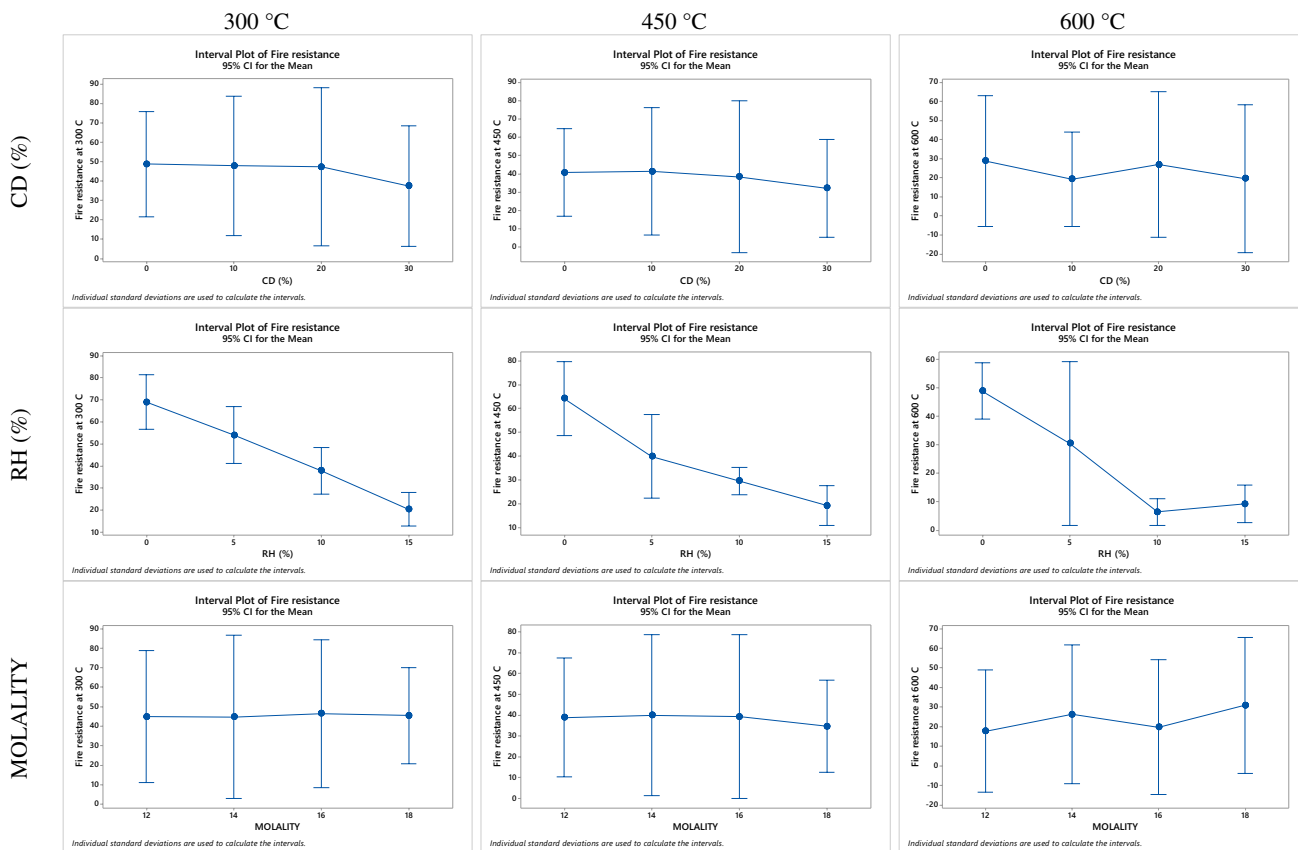 300 °C
450 °C
600 °C
CD (%)
Interval Plot of Fire resistance
95% CI for the Mean
Fire resistance at 300 C
90
80
70
60
50
40
30
20
10
0
0 10 20 30
CD (%)
Individual standard deviations are used to calculate the intervals.
Interval Plot of Fire resistance
95% CI for the Mean
Fire resistance at 450 C
90
80
70
60
50
40
30
20
10
0
0 10 20 30
CD (%)
Individual standard deviations are used to calculate the intervals.
Interval Plot of Fire resistance
95% CI for the Mean
Fire resistance at 600 C
70
60
50
40
30
20
10
0
-10
-20
0 10 20 30
CD (%)
Individual standard deviations are used to calculate the intervals.
RH (%)
Interval Plot of Fire resistance
95% CI for the Mean
Fire resistance at 300 C
90
80
70
60
50
40
30
20
10
0 5 10 15
RH (%)
Individual standard deviations are used to calculate the intervals.
Interval Plot of Fire resistance
95% CI for the Mean
Fire resistance at 450 C
80
70
60
50
40
30
20
10
0 5 10 15
RH (%)
Individual standard deviations are used to calculate the intervals.
Interval Plot of Fire resistance
95% CI for the Mean
Fire resistance at 600 C
60
50
40
30
20
10
0
0 5 10 15
RH (%)
Individual standard deviations are used to calculate the intervals.
MOLALITY
Interval Plot of Fire resistance
95% CI for the Mean
Fire resistance at 300 C
90
80
70
60
50
40
30
20
10
0
12 14 16 18
MOLALITY
Individual standard deviations are used to calculate the intervals.
Interval Plot of Fire resistance
95% CI for the Mean
Fire resistance at 450 C
80
70
60
50
40
30
20
10
0
12 14 16 18
MOLALITY
Individual standard deviations are used to calculate the intervals.
Interval Plot of Fire resistance
95% CI for the Mean
Fire resistance at 600 C
70
60
50
40
30
20
10
0
-10
-20
12 14 16 18
MOLALITY
Individual standard deviations are used to calculate the intervals.